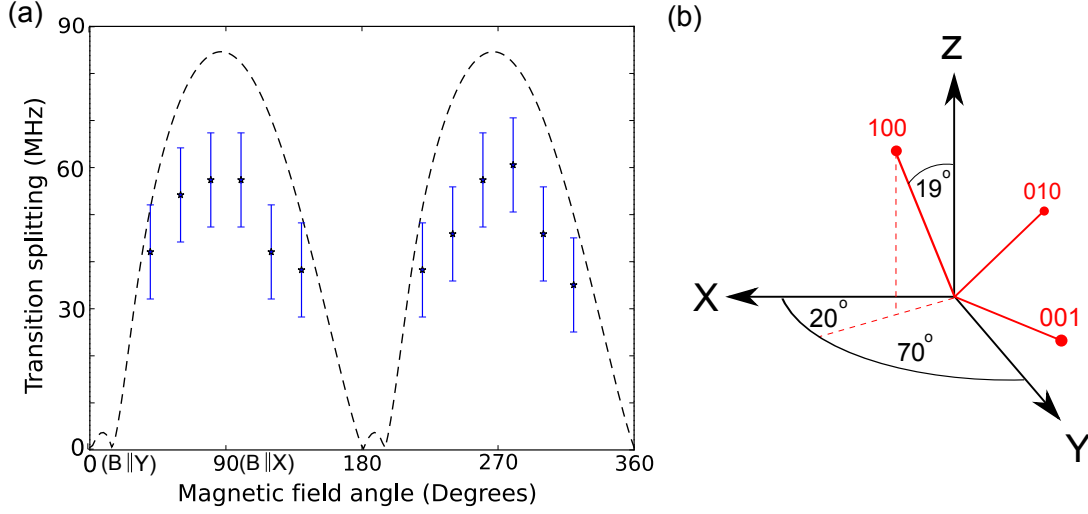 (a)
90
60
30
0
Transition splitting (MHz)
0 (B ∥ Y) 90(B ∥ X) 180 270 360
Magnetic field angle (Degrees)
(b)
Z
100
19°
010
X
20°
001
70°
Y